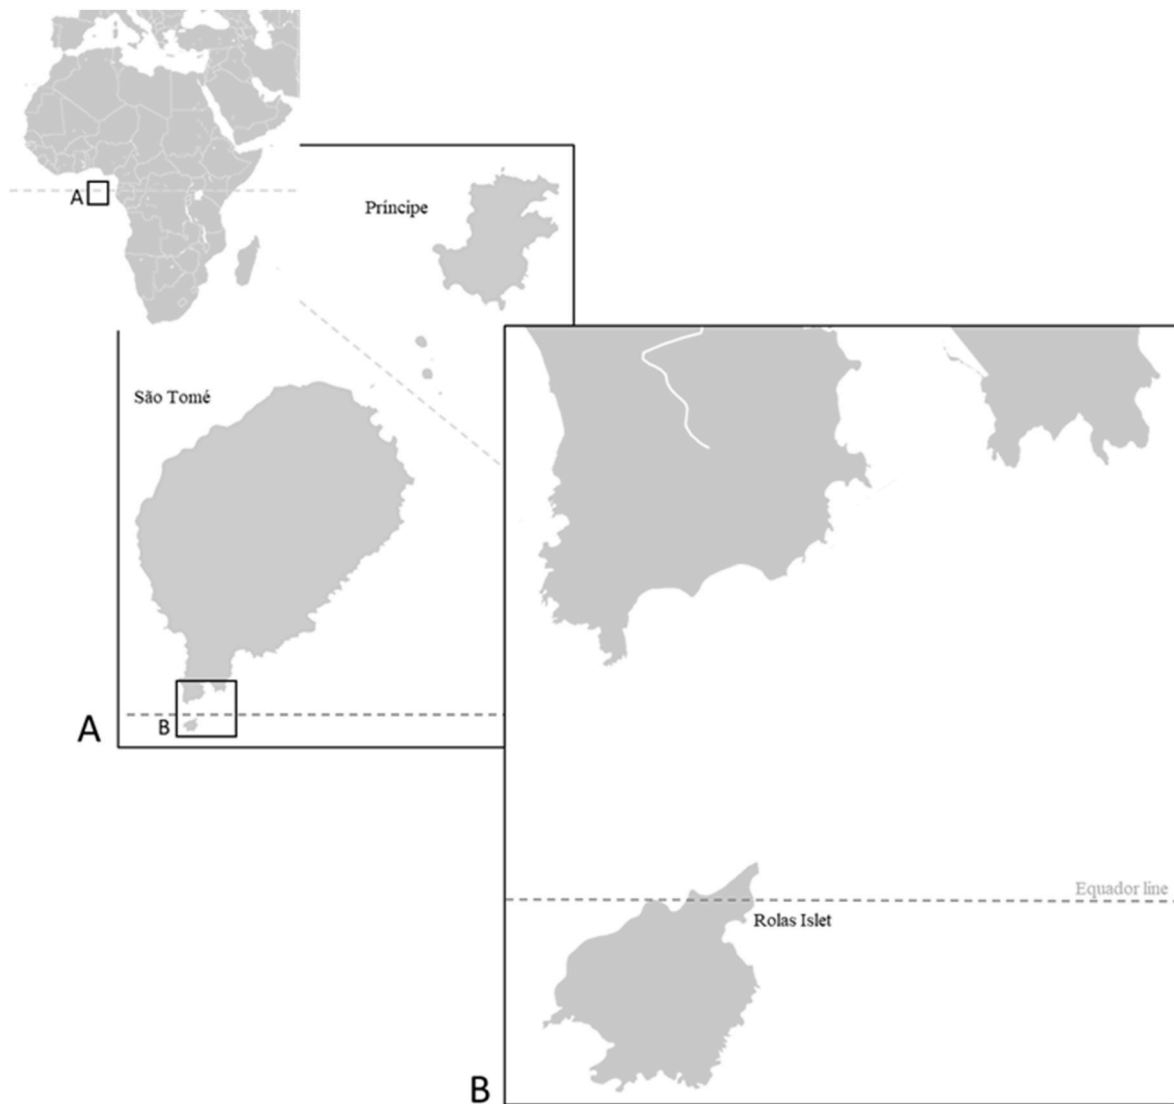 A
Príncipe
São Tomé
A
B
Equador line
Rolas Islet
B